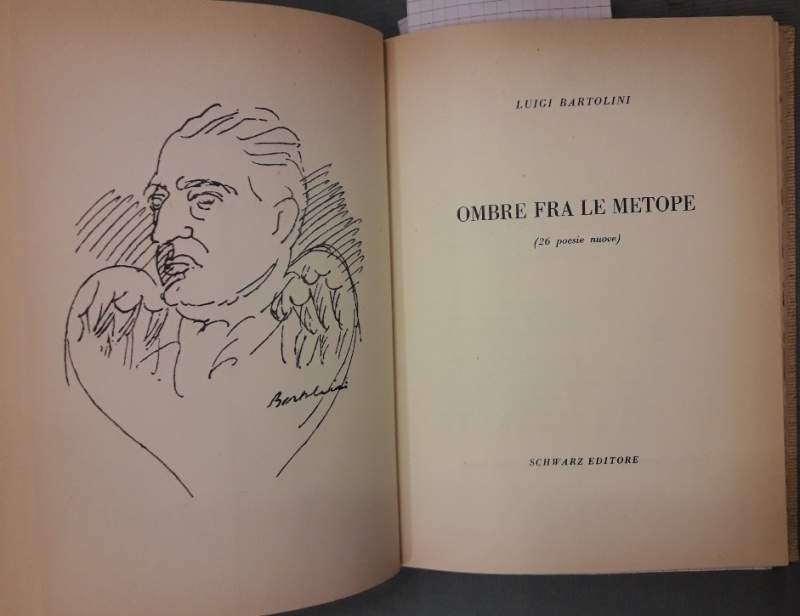 Bartolini
LUIGI BARTOLINI
OMBRE FRA LE METOPE
(26 poesie nuove)
SCHWARZ EDITORE